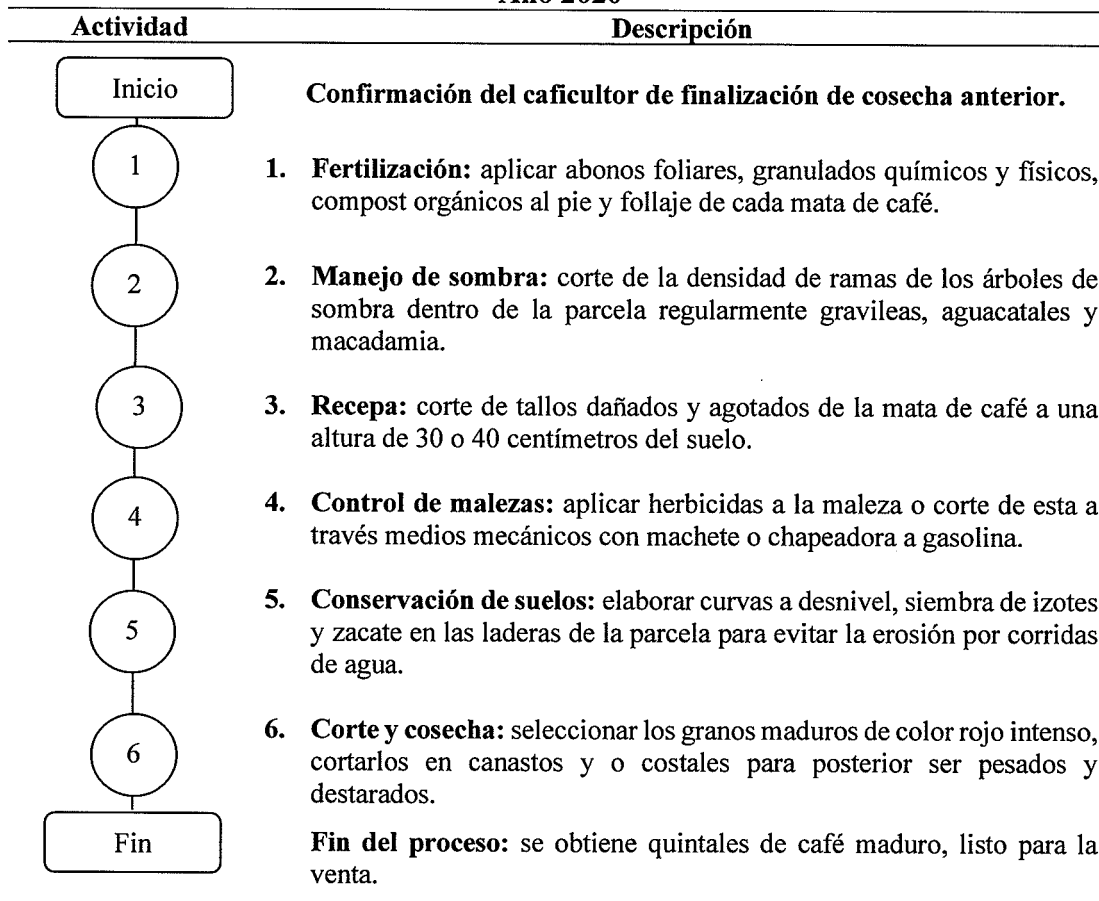 Año 2020
Actividad Descripción
Inicio
Confirmación del caficultor de finalización de cosecha anterior.
1
1. Fertilización: aplicar abonos foliares, granulados químicos y físicos,
compost orgánicos al pie y follaje de cada mata de café.
2
2. Manejo de sombra: corte de la densidad de ramas de los árboles de
sombra dentro de la parcela regularmente gravileas, aguacatales y
macadamia.
3
3. Recepa: corte de tallos dañados y agotados de la mata de café a una
altura de 30 o 40 centímetros del suelo.
4
4. Control de malezas: aplicar herbicidas a la maleza o corte de esta a
través medios mecánicos con machete o chapeadora a gasolina.
5
5. Conservación de suelos: elaborar curvas a desnivel, siembra de izotes
y zacate en las laderas de la parcela para evitar la erosión por corridas
de agua.
6
6. Corte y cosecha: seleccionar los granos maduros de color rojo intenso,
cortarlos en canastos y o costales para posterior ser pesados y
destarados.
Fin
Fin del proceso: se obtiene quintales de café maduro, listo para la
venta.